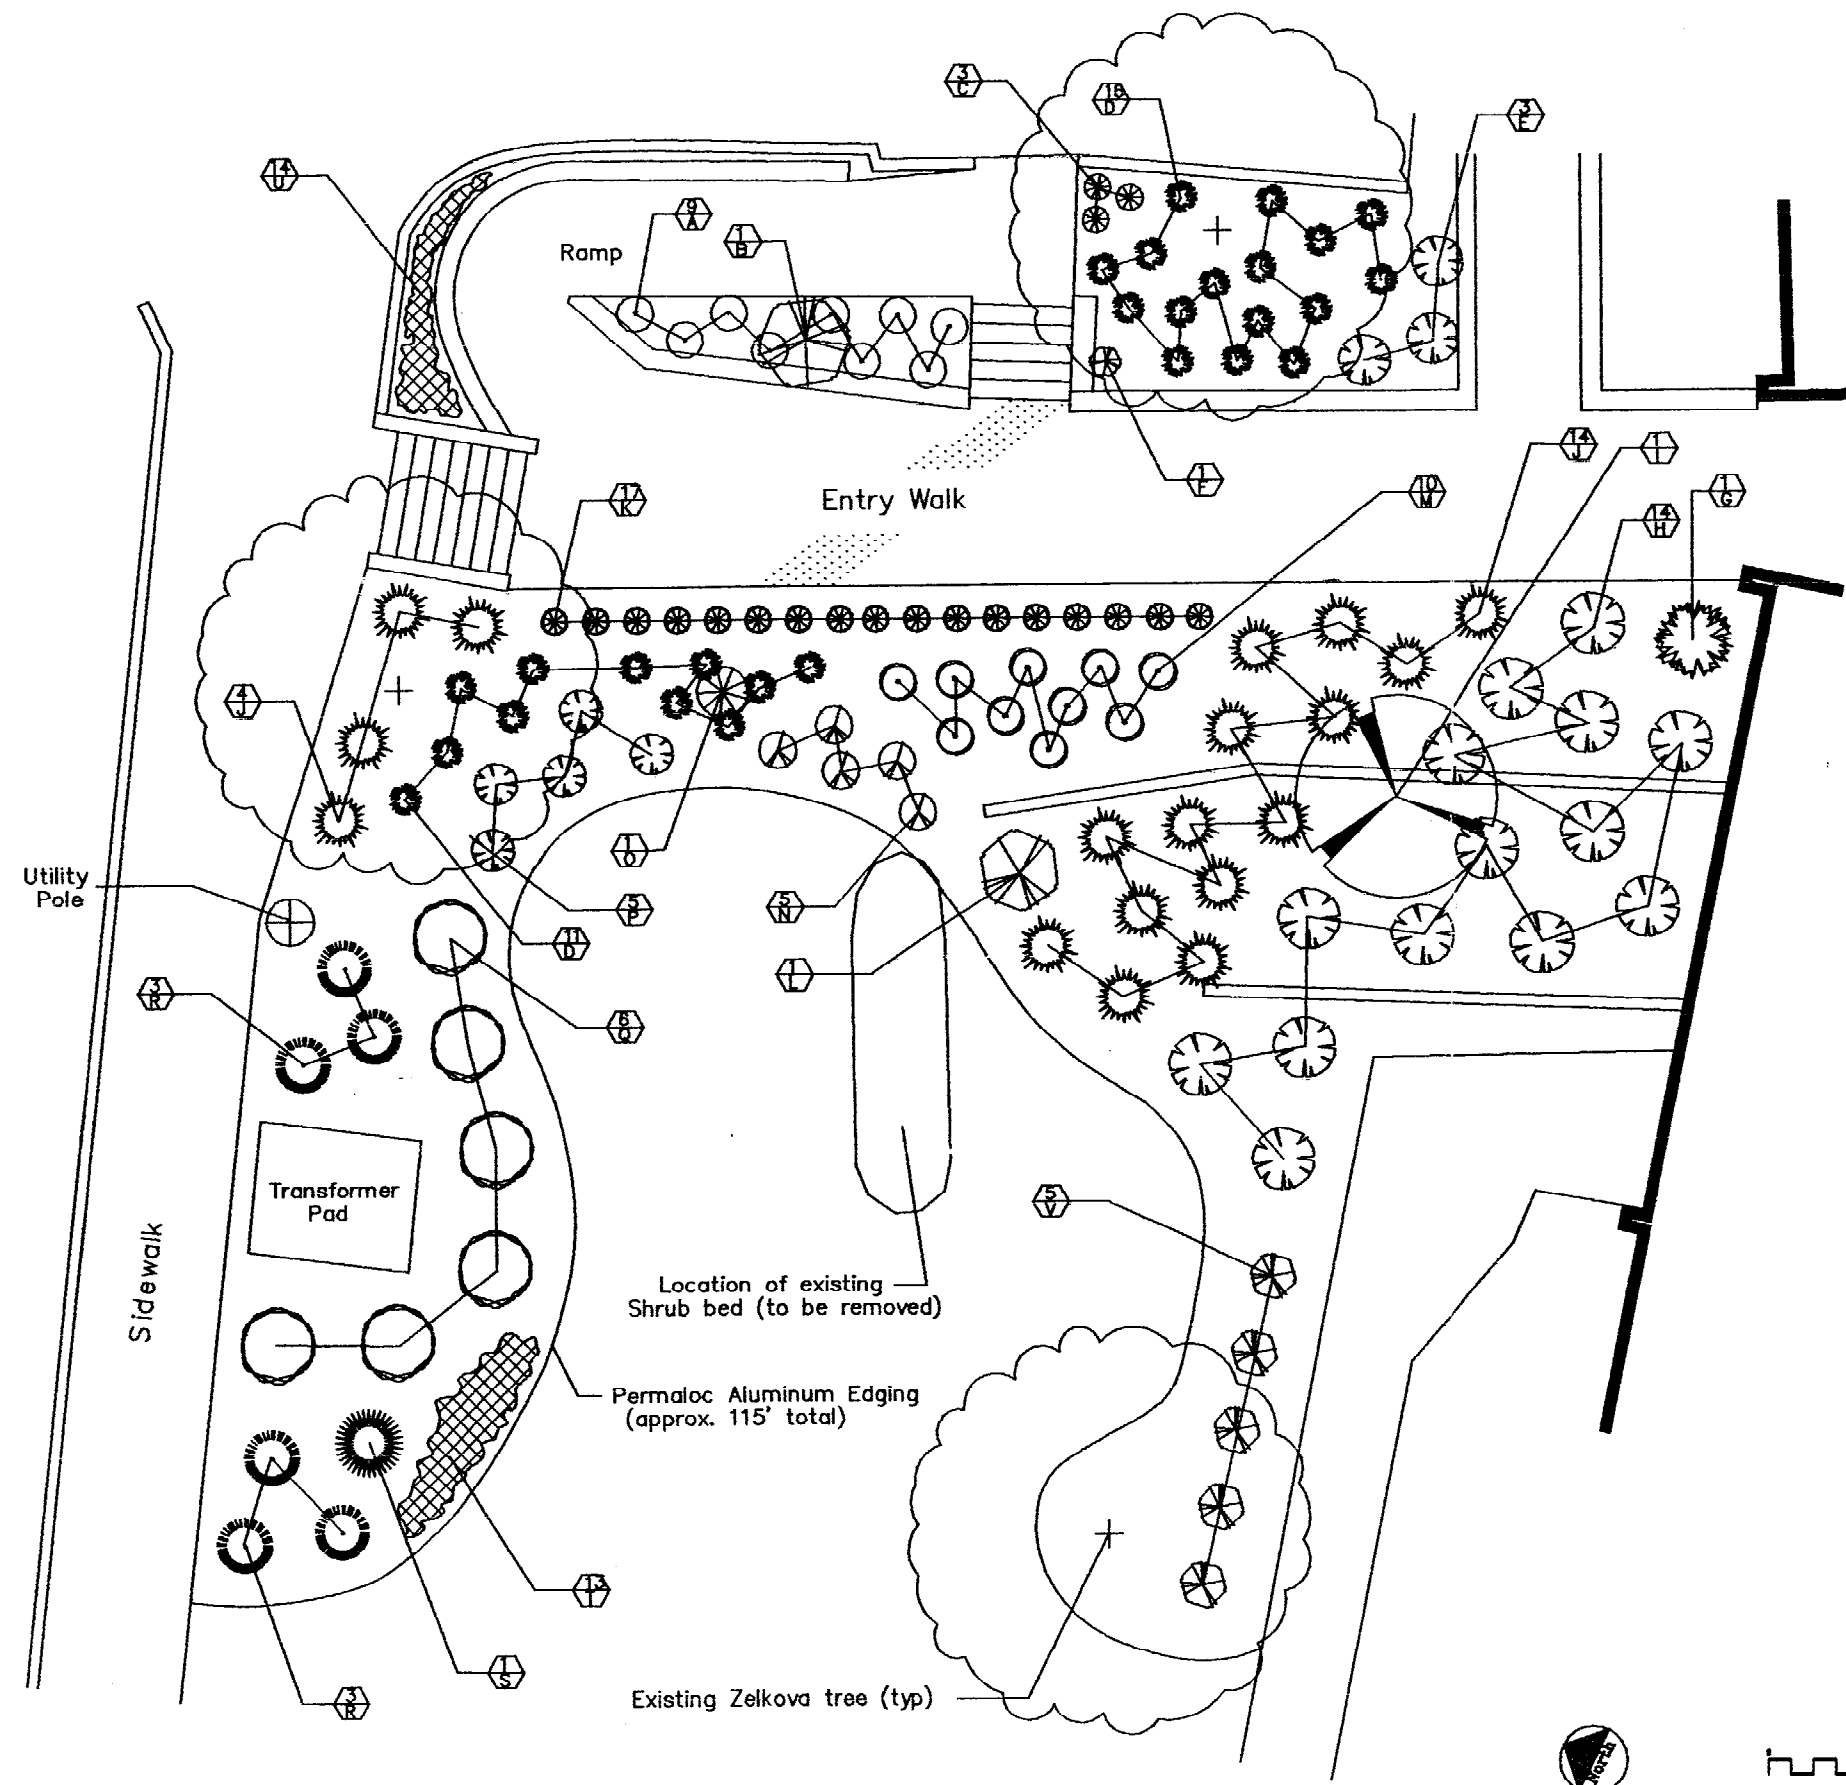 3
C
18
D
3
E
14
U
9
A
1
B
Ramp
14
J
1
I
1
G
10
M
14
H
1
F
17
K
Entry Walk
4
J
1
O
5
P
5
N
11
D
1
L
Utility
Pole
3
R
6
Q
Transformer
Pad
5
V
Sidewalk
Location of existing
Shrub bed (to be removed)
Permaloc Aluminum Edging
(approx. 115' total)
13
T
1
S
3
R
Existing Zelkova tree (typ)
North